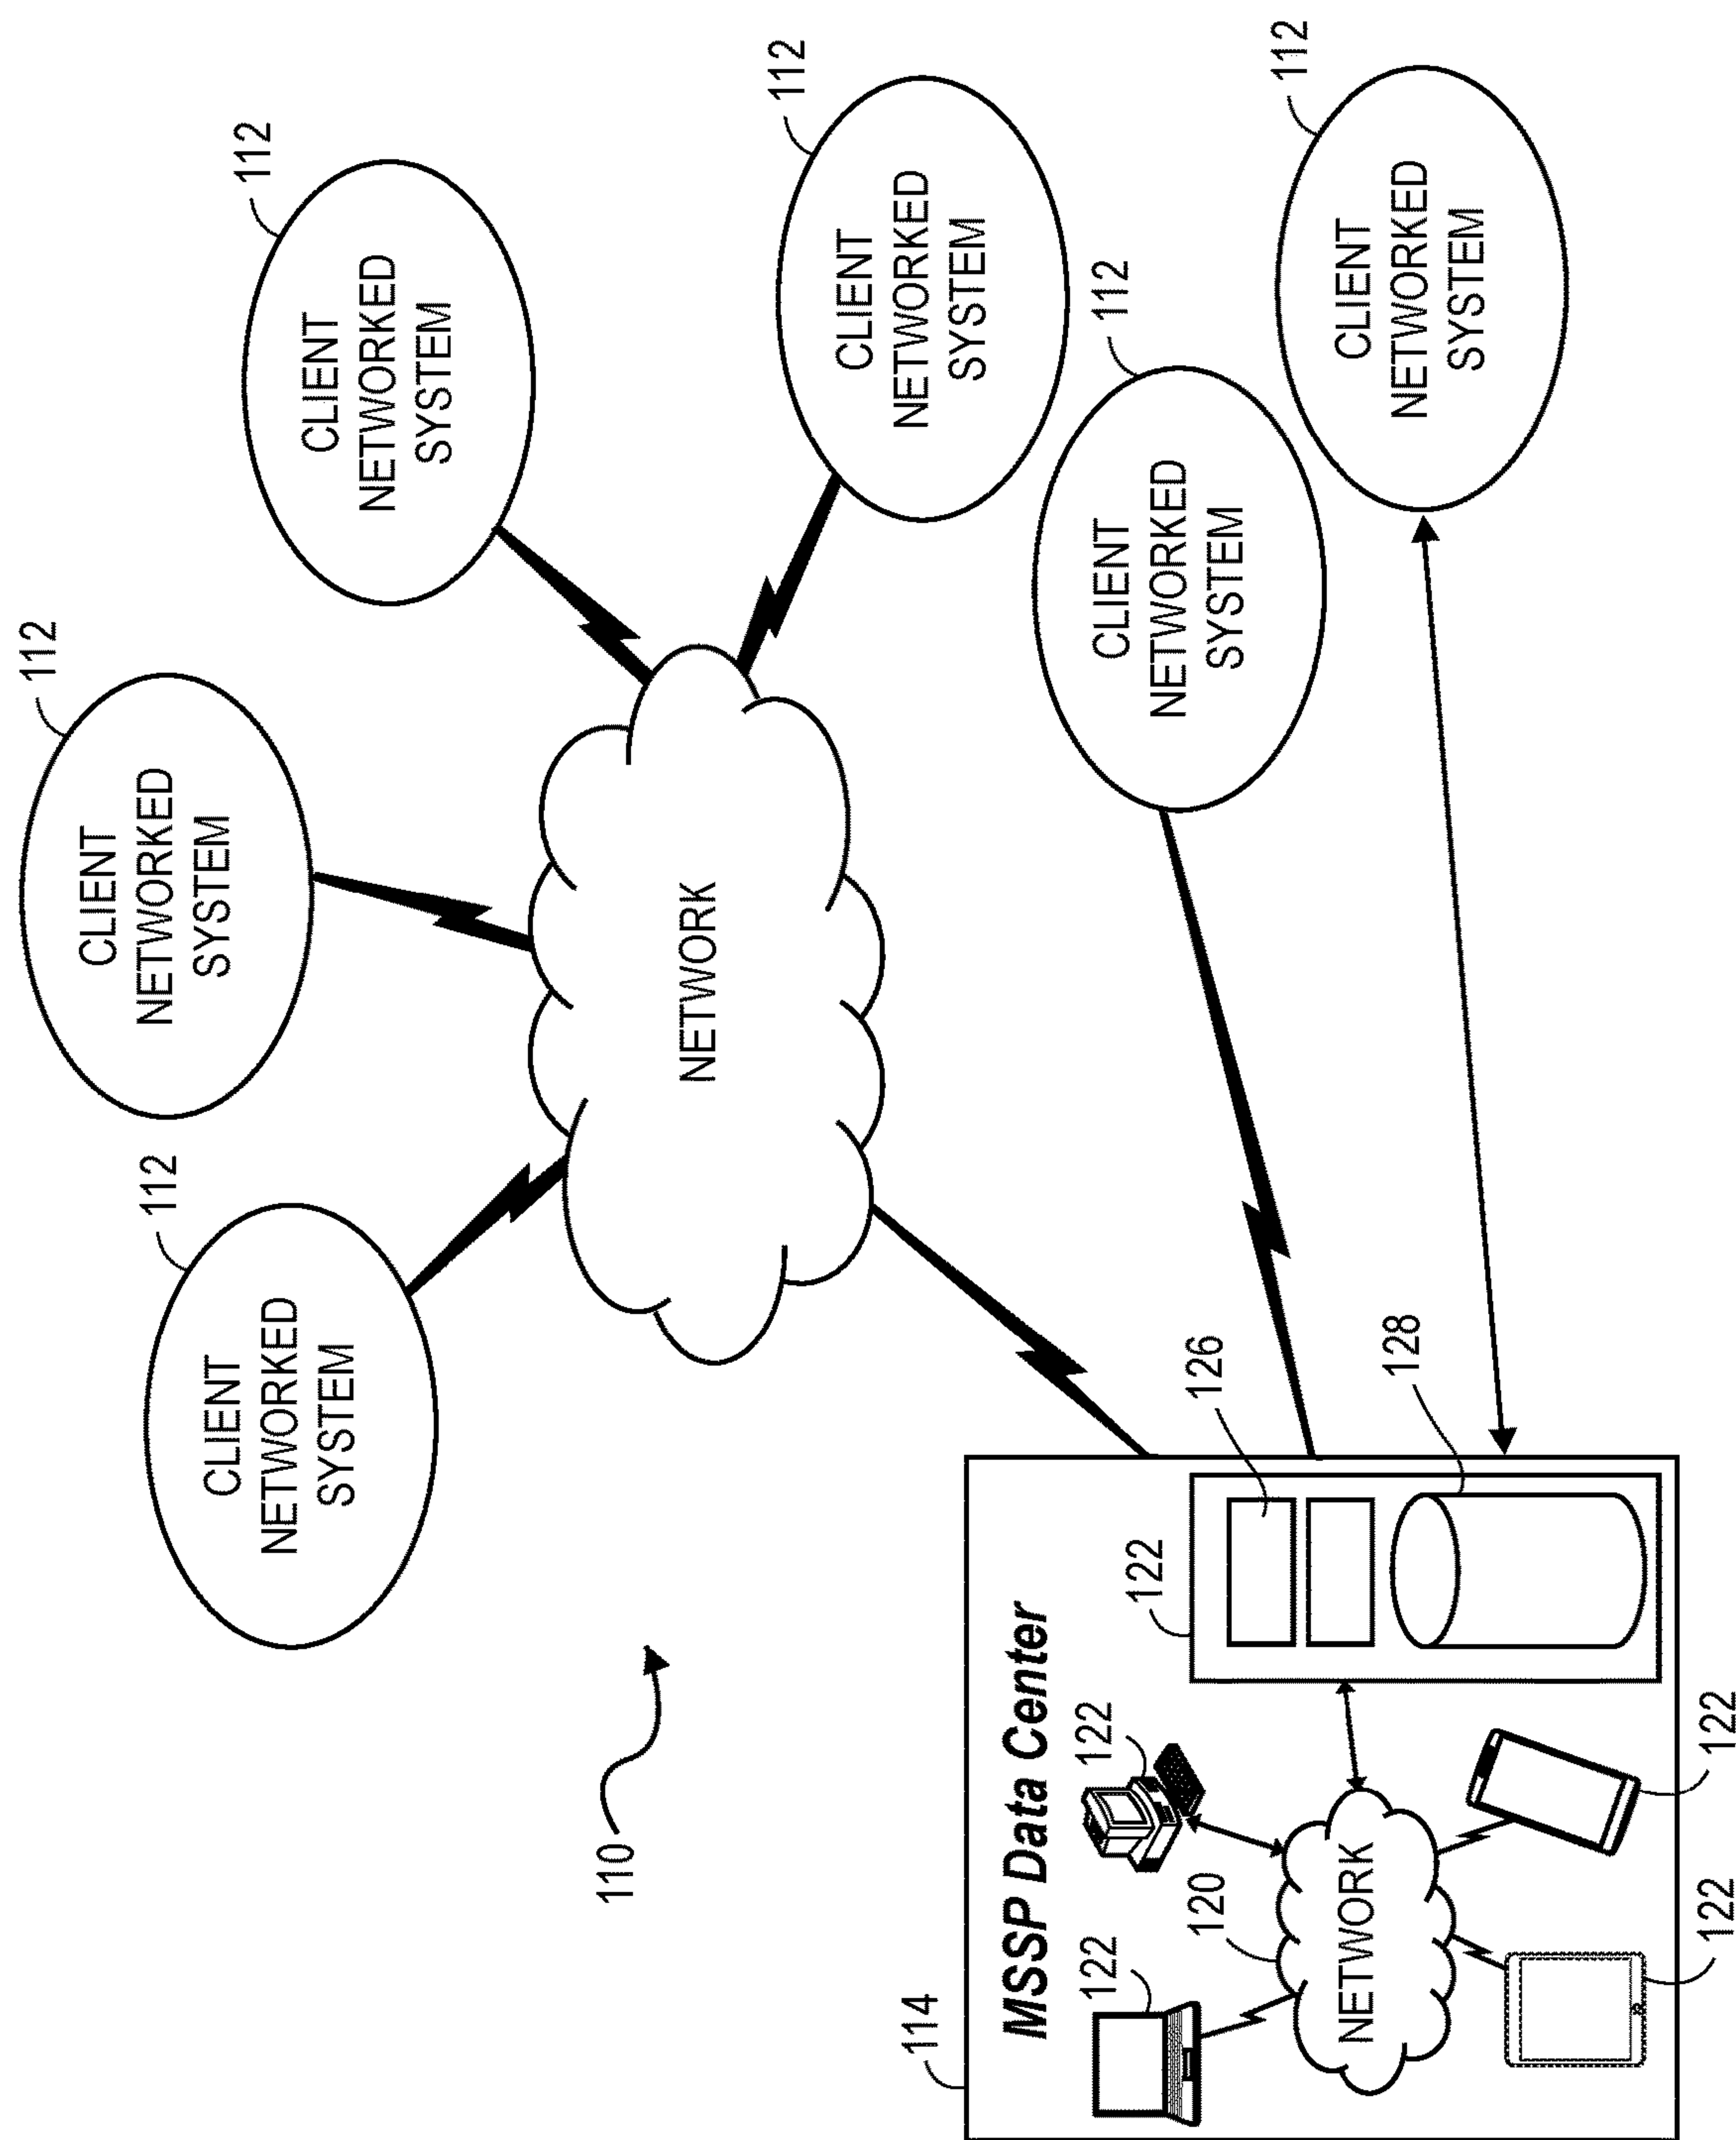 112
CLIENT
NETWORKED
SYSTEM
112
CLIENT
NETWORKED
SYSTEM
112
CLIENT
NETWORKED
SYSTEM
112
CLIENT
NETWORKED
SYSTEM
NETWORK
112
CLIENT
NETWORKED
SYSTEM
112
CLIENT
NETWORKED
SYSTEM
110
114
MSSP Data Center
122
122
120
NETWORK
122
122
122
126
128